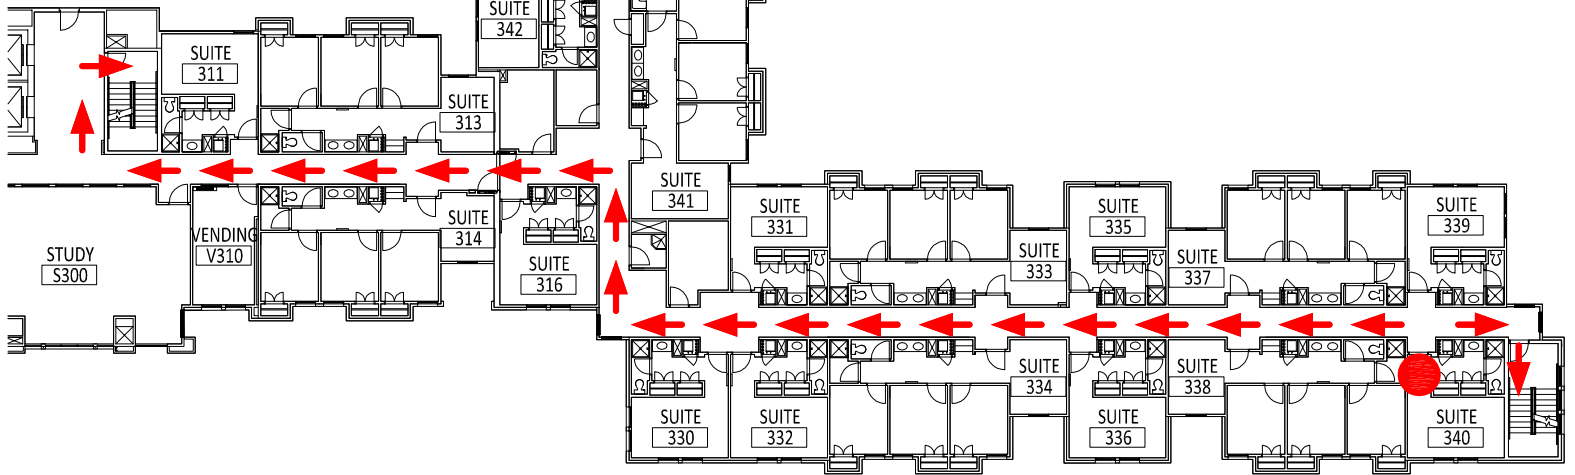 SUITE
342
SUITE
311
SUITE
313
SUITE
341
SUITE
314
VENDING
V310
STUDY
S300
SUITE
316
SUITE
331
SUITE
333
SUITE
335
SUITE
337
SUITE
339
SUITE
330
SUITE
332
SUITE
334
SUITE
336
SUITE
338
SUITE
340